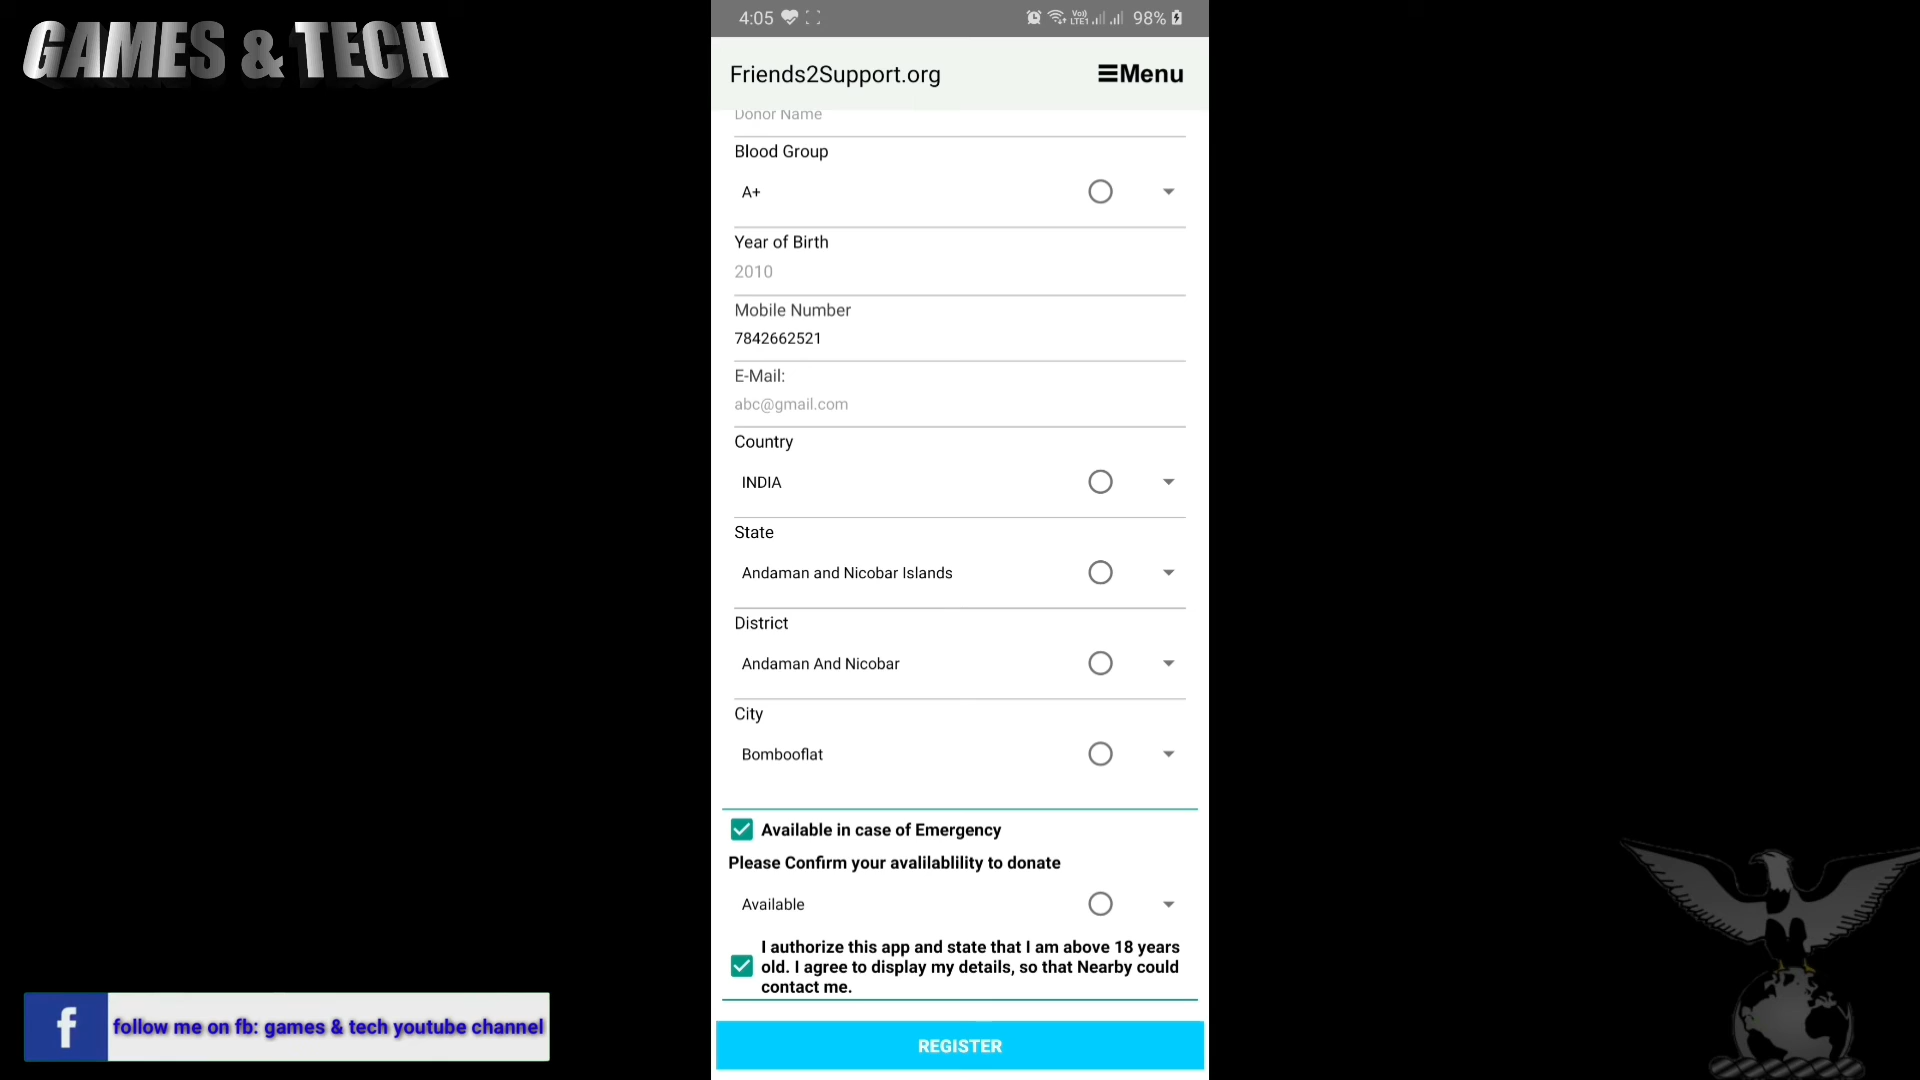 GAMES & TECH
4:05
Vo))
LTE1
98%
Friends2Support.org
Menu
Donor Name
Blood Group
A+
Year of Birth
2010
Mobile Number
7842662521
E-Mail:
abc@gmail.com
Country
INDIA
State
Andaman and Nicobar Islands
District
Andaman And Nicobar
City
Bombooflat
Available in case of Emergency
Please Confirm your avalilablility to donate
Available
I authorize this app and state that I am above 18 years
old. I agree to display my details, so that Nearby could
contact me.
REGISTER
f
follow me on fb: games & tech youtube channel